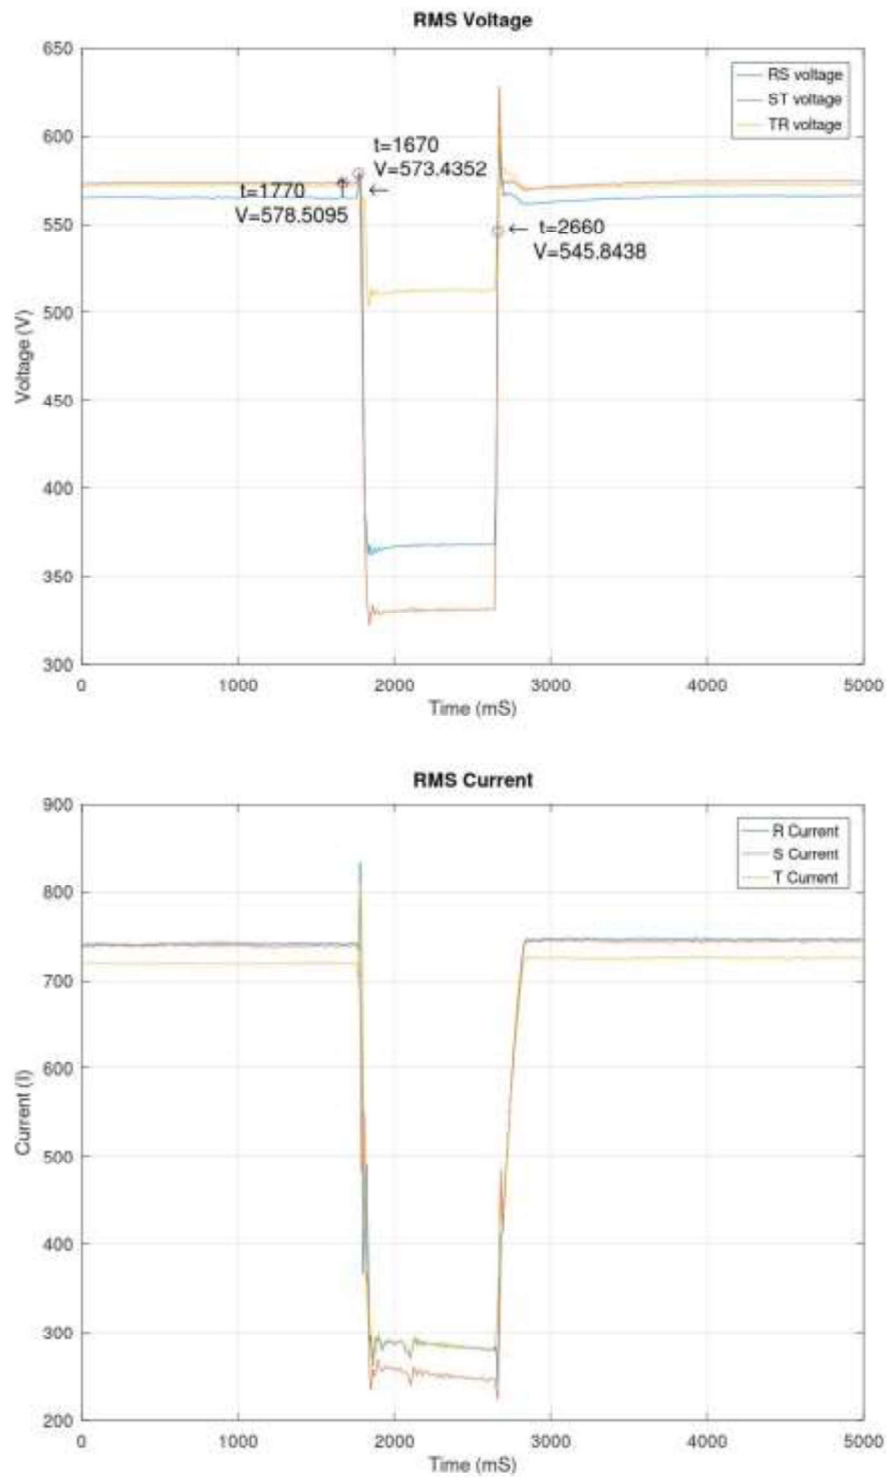 RMS Voltage
650
RS voltage
ST voltage
TR voltage
600
t=1670
V=573.4352
t=1770
V=578.5095
550
t=2660
V=545.8438
500
Voltage (V)
450
400
350
300
0 1000 2000 3000 4000 5000
Time (mS)
RMS Current
900
R Current
S Current
T Current
800
700
600
Current (I)
500
400
300
200
0 1000 2000 3000 4000 5000
Time (mS)